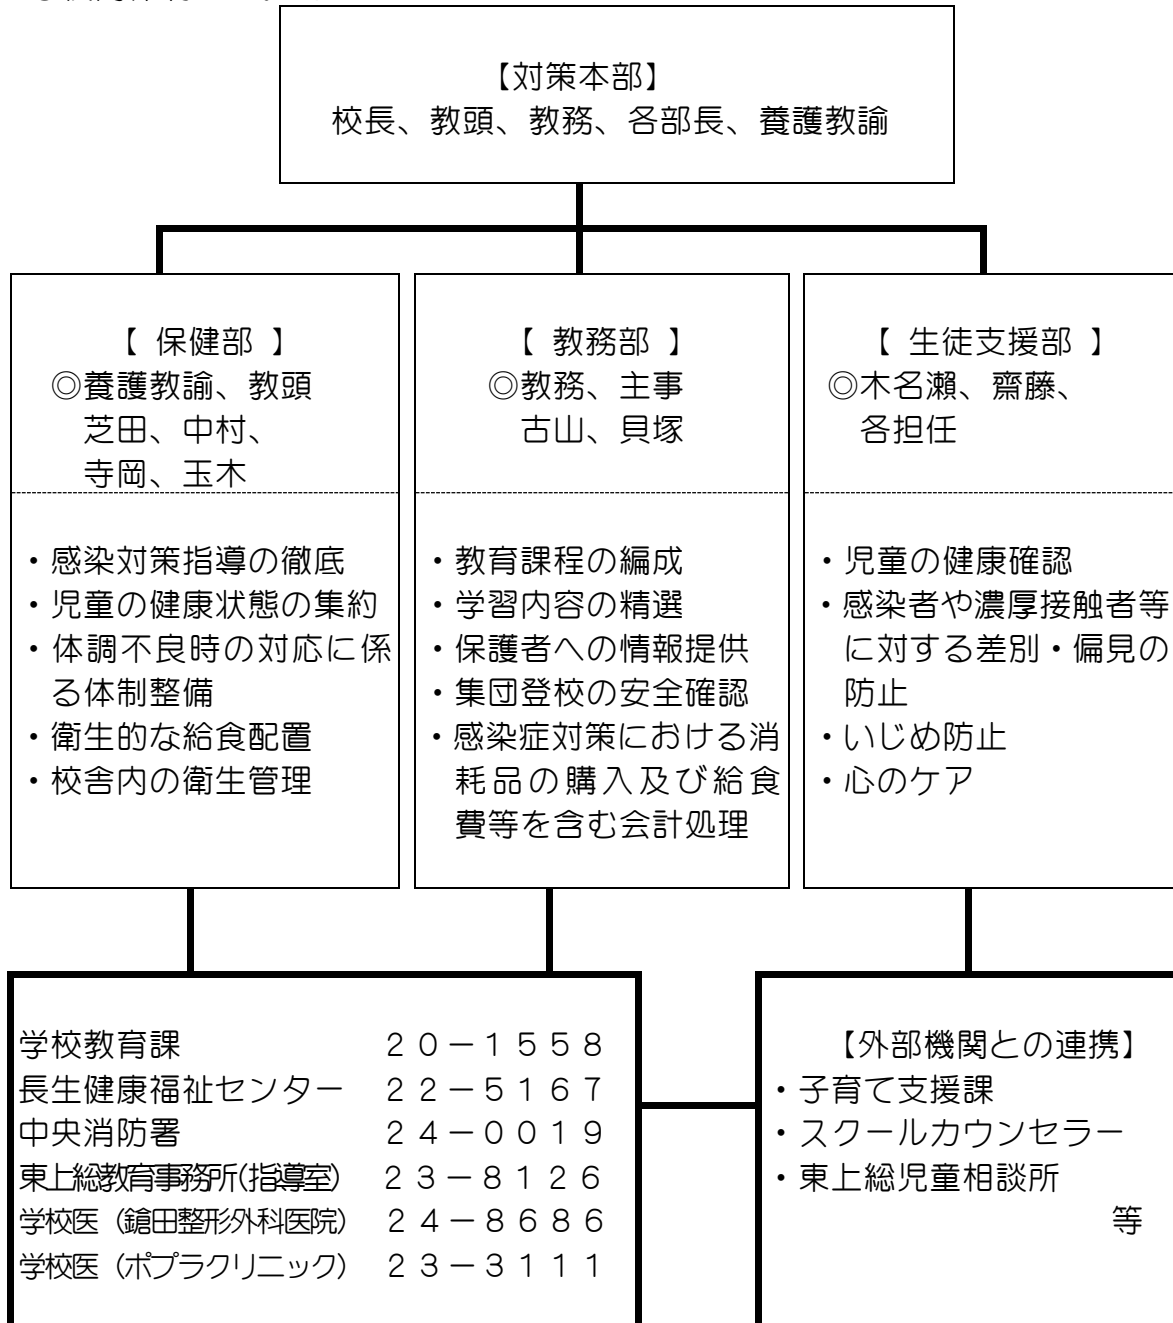 【対策本部】
校長、教頭、教務、各部長、養護教諭
【 保健部 】
◎養護教諭、教頭
芝田、中村、
寺岡、玉木
・感染対策指導の徹底
・児童の健康状態の集約
・体調不良時の対応に係
る体制整備
・衛生的な給食配置
・校舎内の衛生管理
【 教務部 】
◎教務、主事
古山、貝塚
・教育課程の編成
・学習内容の精選
・保護者への情報提供
・集団登校の安全確認
・感染症対策における消
耗品の購入及び給食
費等を含む会計処理
【 生徒支援部 】
◎木名瀬、齋藤、
各担任
・児童の健康確認
・感染者や濃厚接触者等
に対する差別・偏見の
防止
・いじめ防止
・心のケア
学校教育課 ２０－１５５８
長生健康福祉センター ２２－５１６７
中央消防署 ２４－００１９
東上総教育事務所(指導室) ２３－８１２６
学校医（鎗田整形外科医院） ２４－８６８６
学校医（ポプラクリニック） ２３－３１１１
【外部機関との連携】
・子育て支援課
・スクールカウンセラー
・東上総児童相談所
等